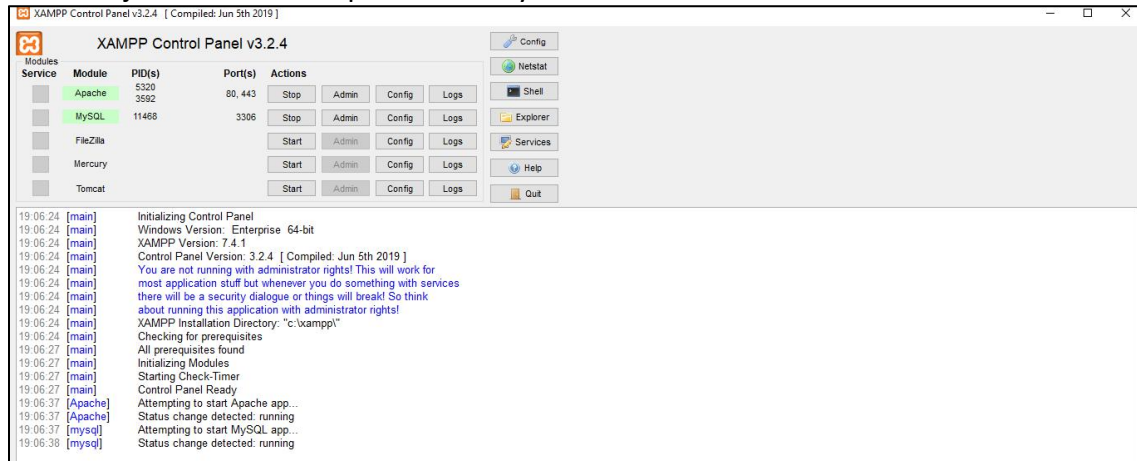 XAMPP Control Panel v3.2.4 [ Compiled: Jun 5th 2019 ]
XAMPP Control Panel v3.2.4
Config
Modules
Service Module PID(s) Port(s) Actions
Netstat
Apache 5320 3592 80, 443 Stop Admin Config Logs
Shell
MySQL 11468 3306 Stop Admin Config Logs
Explorer
FileZilla Start Admin Config Logs
Services
Mercury Start Admin Config Logs
Help
Tomcat Start Admin Config Logs
Quit
19:06:24 [main] Initializing Control Panel
19:06:24 [main] Windows Version: Enterprise 64-bit
19:06:24 [main] XAMPP Version: 7.4.1
19:06:24 [main] Control Panel Version: 3.2.4 [ Compiled: Jun 5th 2019 ]
19:06:24 [main] You are not running with administrator rights! This will work for
19:06:24 [main] most application stuff but whenever you do something with services
19:06:24 [main] there will be a security dialogue or things will break! So think
19:06:24 [main] about running this application with administrator rights!
19:06:24 [main] XAMPP Installation Directory: "c:\xampp\"
19:06:24 [main] Checking for prerequisites
19:06:27 [main] All prerequisites found
19:06:27 [main] Initializing Modules
19:06:27 [main] Starting Check-Timer
19:06:27 [main] Control Panel Ready
19:06:37 [Apache] Attempting to start Apache app...
19:06:37 [Apache] Status change detected: running
19:06:37 [mysql] Attempting to start MySQL app...
19:06:38 [mysql] Status change detected: running